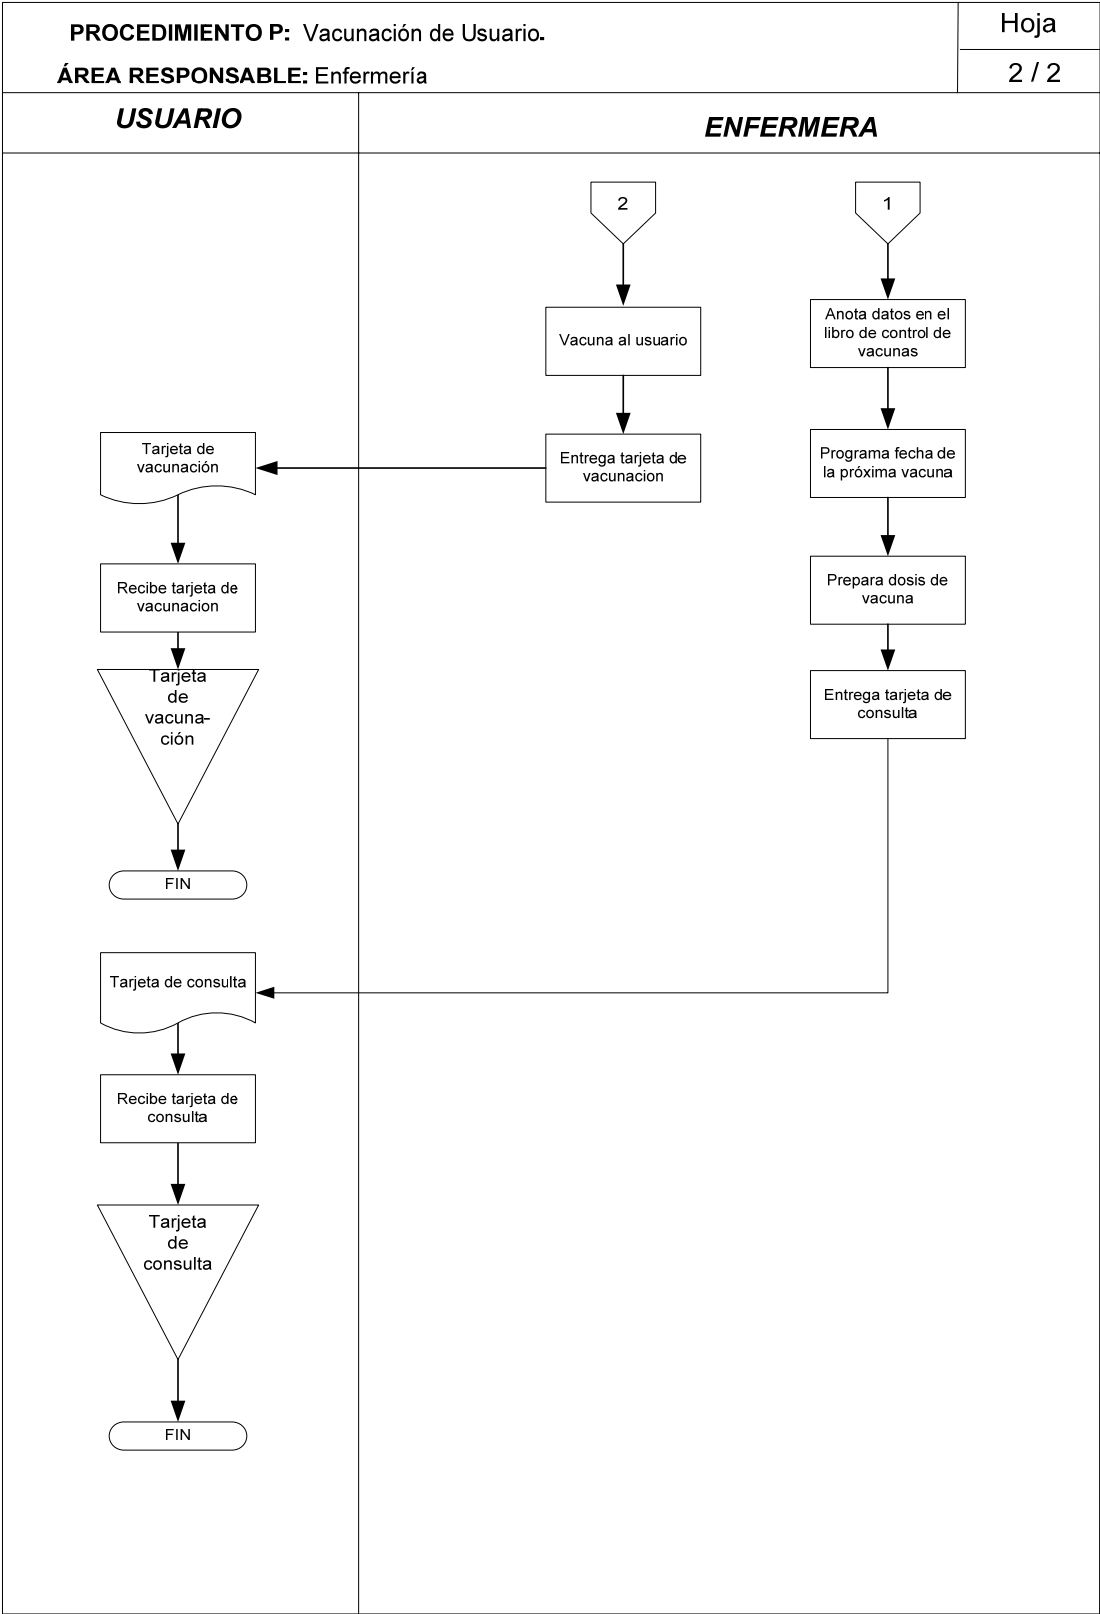 PROCEDIMIENTO P: Vacunación de Usuario.
Hoja
ÁREA RESPONSABLE: Enfermería
2 / 2
USUARIO
ENFERMERA
2
1
Vacuna al usuario
Anota datos en el
libro de control de
vacunas
Tarjeta de
vacunación
Entrega tarjeta de
vacunacion
Programa fecha de
la próxima vacuna
Recibe tarjeta de
vacunacion
Prepara dosis de
vacuna
Tarjeta
de
vacuna-
ción
Entrega tarjeta de
consulta
FIN
Tarjeta de consulta
Recibe tarjeta de
consulta
Tarjeta
de
consulta
FIN